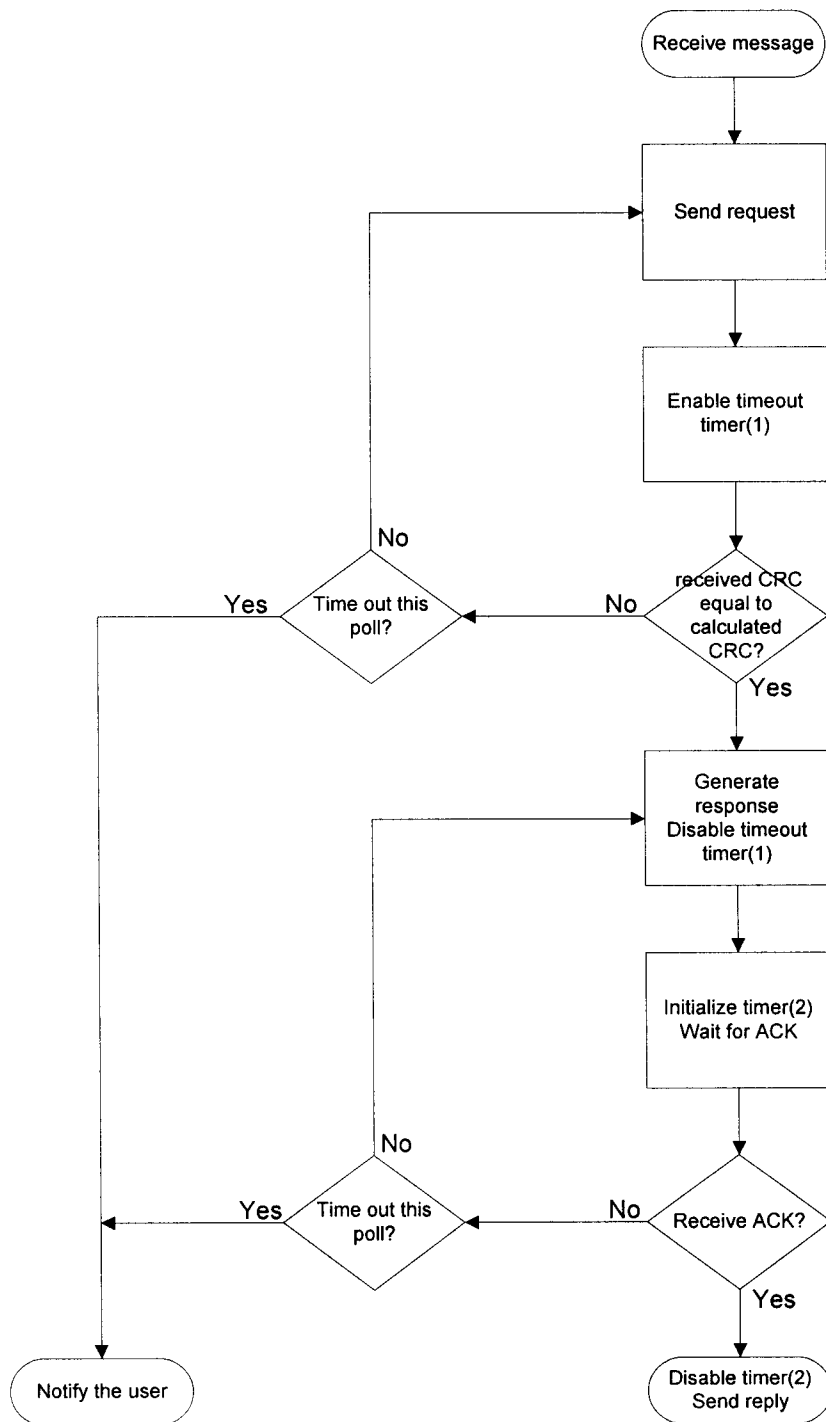 Receive message
Send request
Enable timeout
timer(1)
received CRC
equal to
calculated
CRC?
No
Yes
Time out this
poll?
No
Yes
Generate
response
Disable timeout
timer(1)
Initialize timer(2)
Wait for ACK
Receive ACK?
No
Yes
Time out this
poll?
No
Yes
Notify the user
Disable timer(2)
Send reply